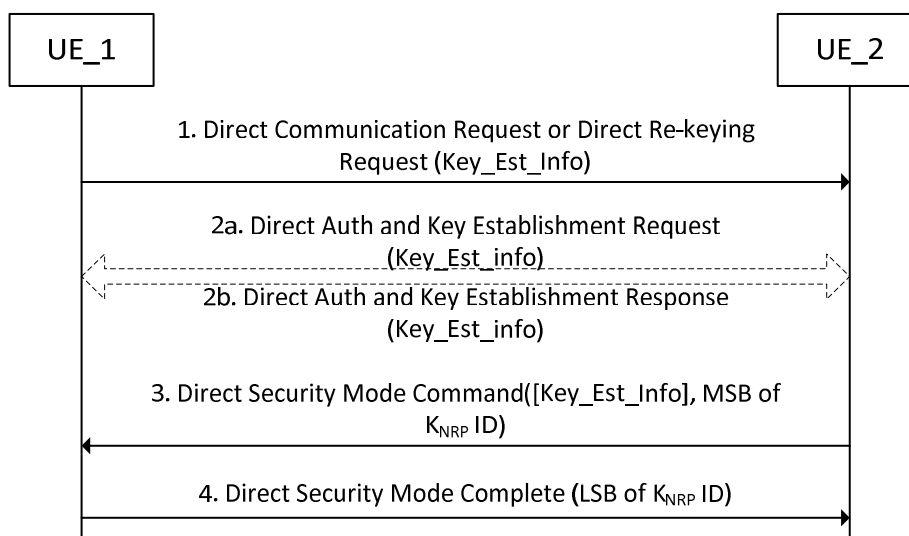 UE_1
UE_2
1. Direct Communication Request or Direct Re-keying
Request (Key_Est_Info)
2a. Direct Auth and Key Establishment Request
(Key_Est_info)
2b. Direct Auth and Key Establishment Response
(Key_Est_info)
3. Direct Security Mode Command([Key_Est_Info], MSB of
K_NRP ID)
4. Direct Security Mode Complete (LSB of K_NRP ID)